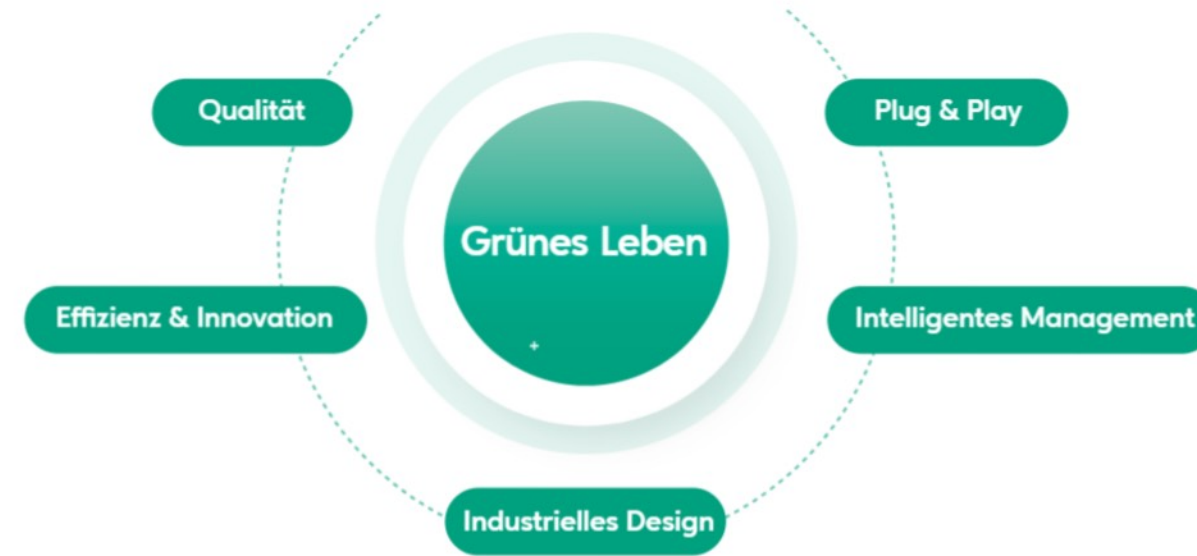 Qualität
Plug & Play
Grünes Leben
Effizienz & Innovation
Intelligentes Management
Industrielles Design